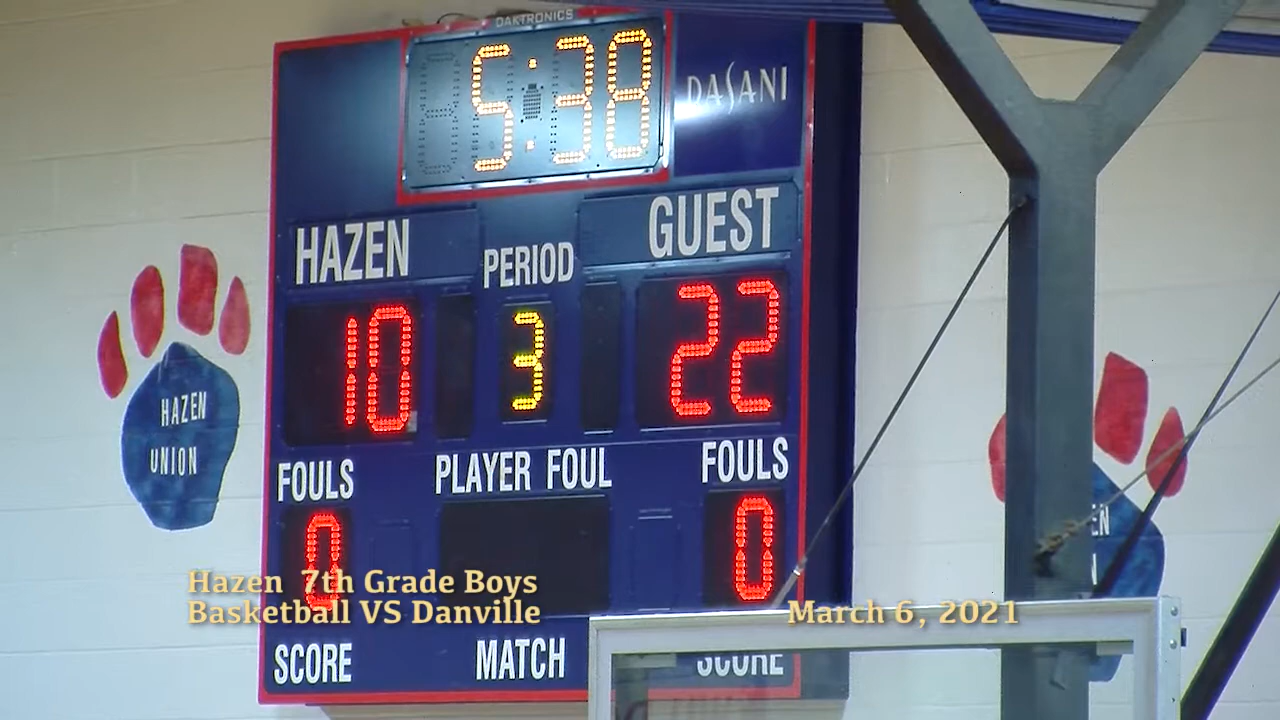 DAKTRONICS
5:38
DASANI
HAZEN
PERIOD
GUEST
10
3
22
HAZEN
UNION
FOULS
PLAYER FOUL
FOULS
0
0
Hazen 7th Grade Boys
Basketball VS Danville
March 6, 2021
SCORE
MATCH
SCORE
EN
N